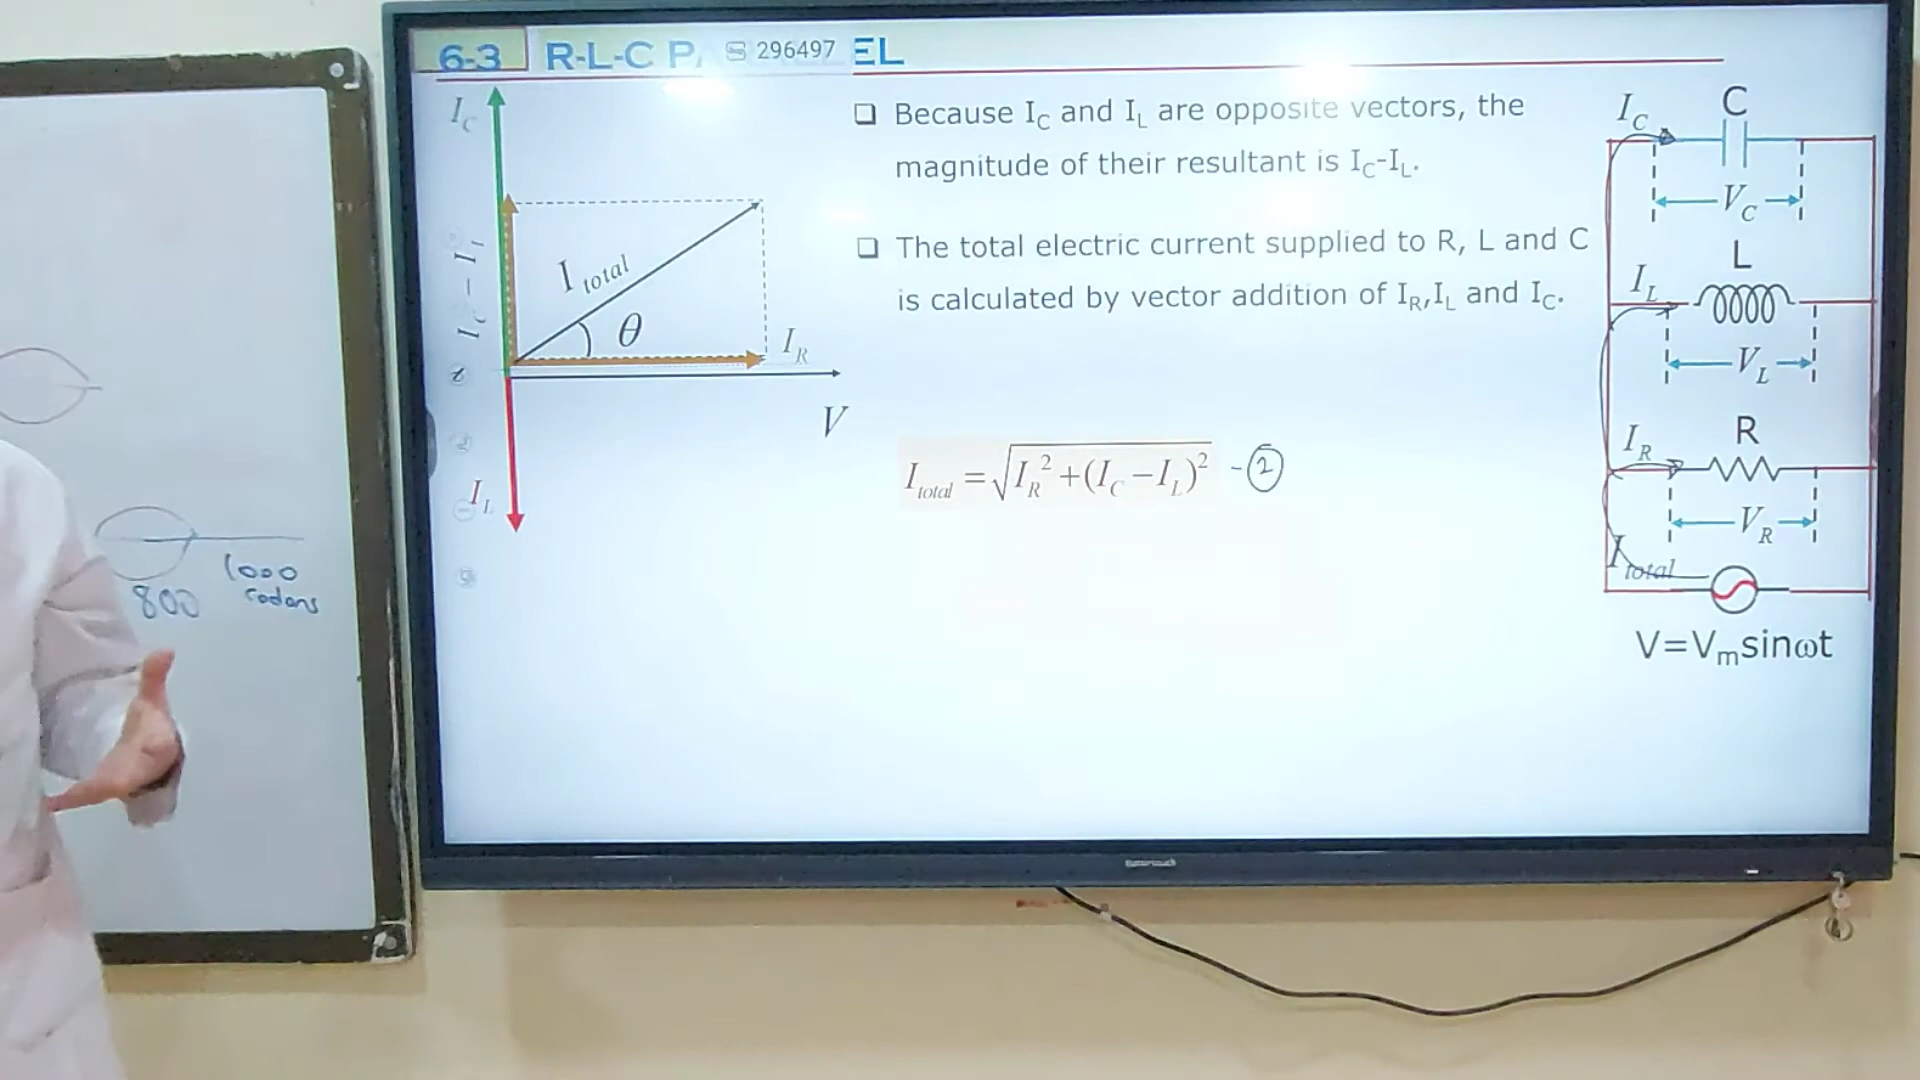 6-3 R-L-C P 296497 EL
I_C
❑ Because I_C and I_L are opposite vectors, the
magnitude of their resultant is I_C-I_L.
❑ The total electric current supplied to R, L and C
is calculated by vector addition of I_R,I_L and I_C.
I_total
θ
I_R
V
I_L
I_total = √I_R² + (I_C − I_L)² - ②
I_C C
V_C
L
I_L
V_L
R
I_R
V_R
I_total
V=V_m sinωt
800
1000